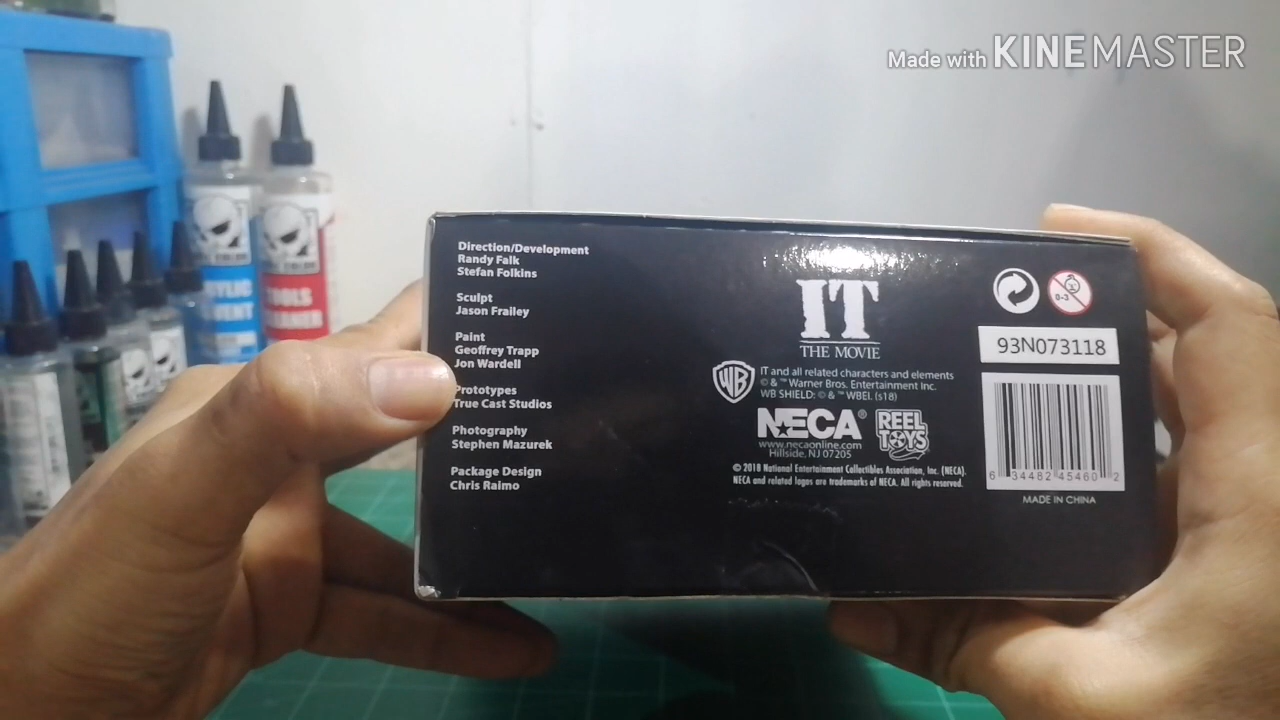 Made with KINEMASTER
Direction/Development
Randy Falk
Stefan Folkins
Sculpt
Jason Frailey
Paint
Geoffrey Trapp
Jon Wardell
Prototypes
True Cast Studios
Photography
Stephen Mazurek
Package Design
Chris Raimo
IT
THE MOVIE
WB
IT and all related characters and elements
© & ™ Warner Bros. Entertainment Inc.
WB SHIELD: © & ™ WBEI. (s18)
NECA®
REEL
TOYS
www.necaonline.com
Hillside, NJ 07205
© 2018 National Entertainment Collectibles Association, Inc. (NECA).
NECA and related logos are trademarks of NECA. All rights reserved.
0-3
93N073118
6 34482 45460 2
MADE IN CHINA